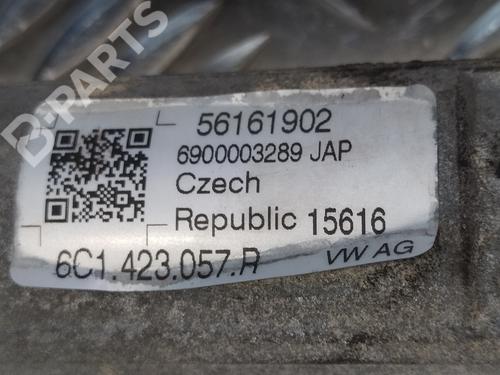 B-PARTS
56161902
6900003289 JAP
Czech
Republic 15616
6C1.423.057.R
VW AG